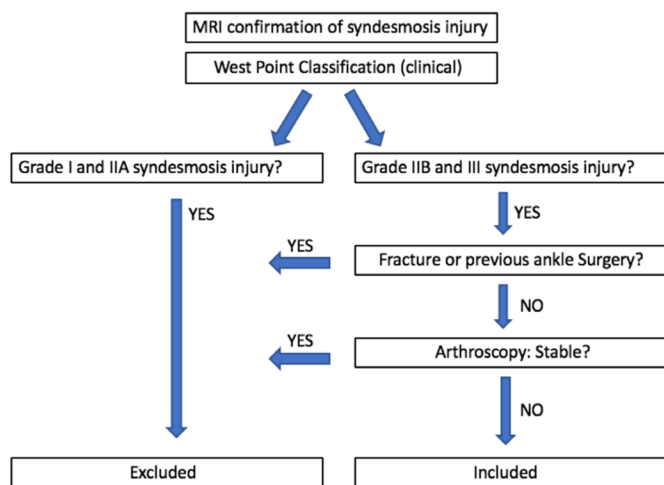 MRI confirmation of syndesmosis injury
West Point Classification (clinical)
Grade I and IIA syndesmosis injury?
Grade IIB and III syndesmosis injury?
YES
YES
YES
Fracture or previous ankle Surgery?
NO
YES
Arthroscopy: Stable?
NO
Excluded
Included